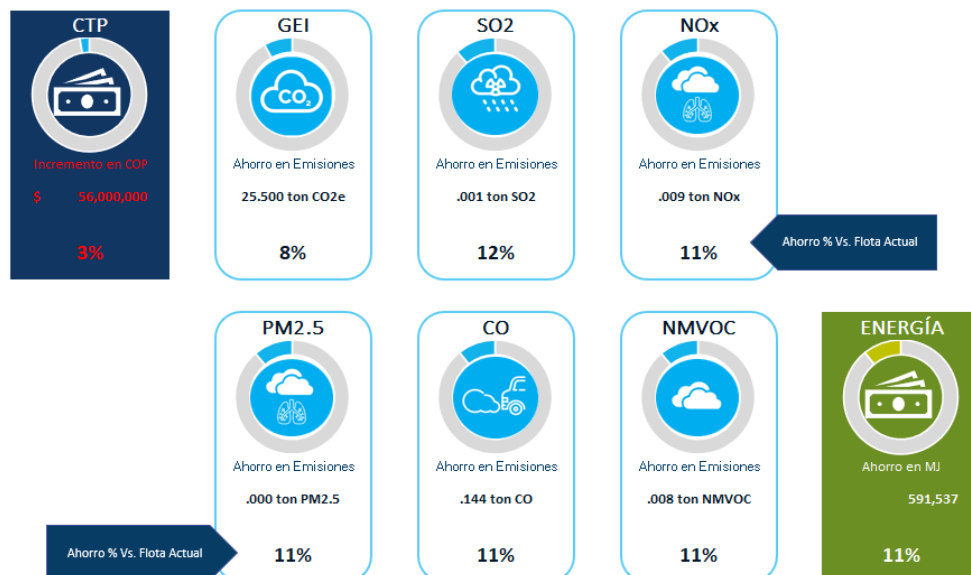 CTP
Incremento en COP
$ 56,000,000
3%
GEI
CO2
Ahorro en Emisiones
25.500 ton CO2e
8%
SO2
Ahorro en Emisiones
.001 ton SO2
12%
NOx
Ahorro en Emisiones
.009 ton NOx
11%
Ahorro % Vs. Flota Actual
PM2.5
Ahorro en Emisiones
.000 ton PM2.5
11%
Ahorro % Vs. Flota Actual
CO
Ahorro en Emisiones
.144 ton CO
11%
NMVOC
Ahorro en Emisiones
.008 ton NMVOC
11%
ENERGÍA
Ahorro en MJ
591,537
11%